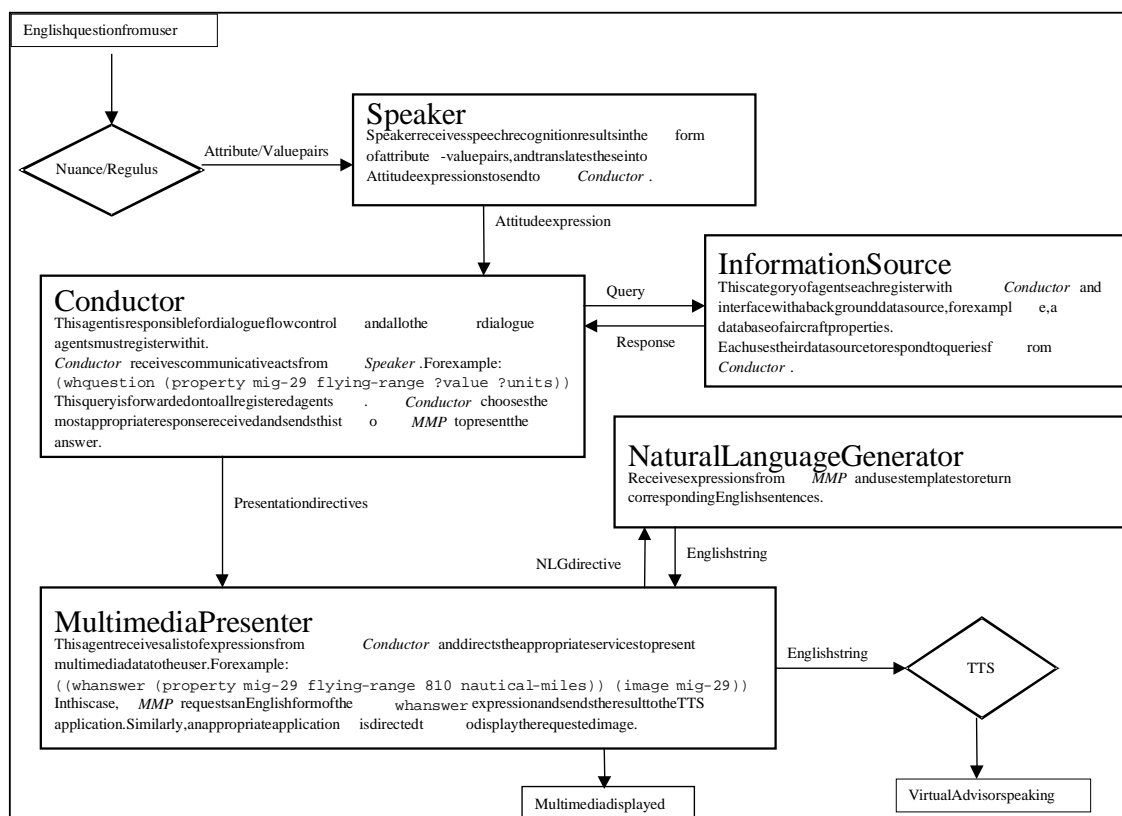 Englishquestionfromuser
Nuance/Regulus
Attribute/Valuepairs
Speaker
Speakerreceivesspeechrecognitionresultsinthe form
ofattribute -valuepairs,andtranslatestheseinto
Attitudeexpressionstosendto Conductor .
Attitudeexpression
Conductor
Thisagentisresponsiblefordialogueflowcontrol andallothe rdialogue
agentsmustregisterwithit.
Conductor receivescommunicativeactsfrom Speaker .Forexample:
(whquestion (property mig-29 flying-range ?value ?units))
Thisqueryisforwardedontoallregisteredagents . Conductor choosesthe
mostappropriateresponsereceivedandsendsthist o MMP topresentthe
answer.
Query
Response
InformationSource
Thiscategoryofagentseachregisterwith Conductor and
interfacewithabackgrounddatasource,forexampl e,a
databaseofaircraftproperties.
Eachusestheirdatasourcetorespondtoqueriesf rom
Conductor .
NaturalLanguageGenerator
Receivesexpressionsfrom MMP andusestemplatestoreturn
correspondingEnglishsentences.
Presentationdirectives
NLGdirective
Englishstring
MultimediaPresenter
Thisagentreceivesalistofexpressionsfrom Conductor anddirectstheappropriateservicestopresent
multimediadatatotheuser.Forexample:
((whanswer (property mig-29 flying-range 810 nautical-miles)) (image mig-29))
Inthiscase, MMP requestsanEnglishformofthe whanswer expressionandsendstheresulttotheTTS
application.Similarly,anappropriateapplication isdirectedt odisplaytherequestedimage.
Englishstring
TTS
Multimediadisplayed
VirtualAdvisorspeaking